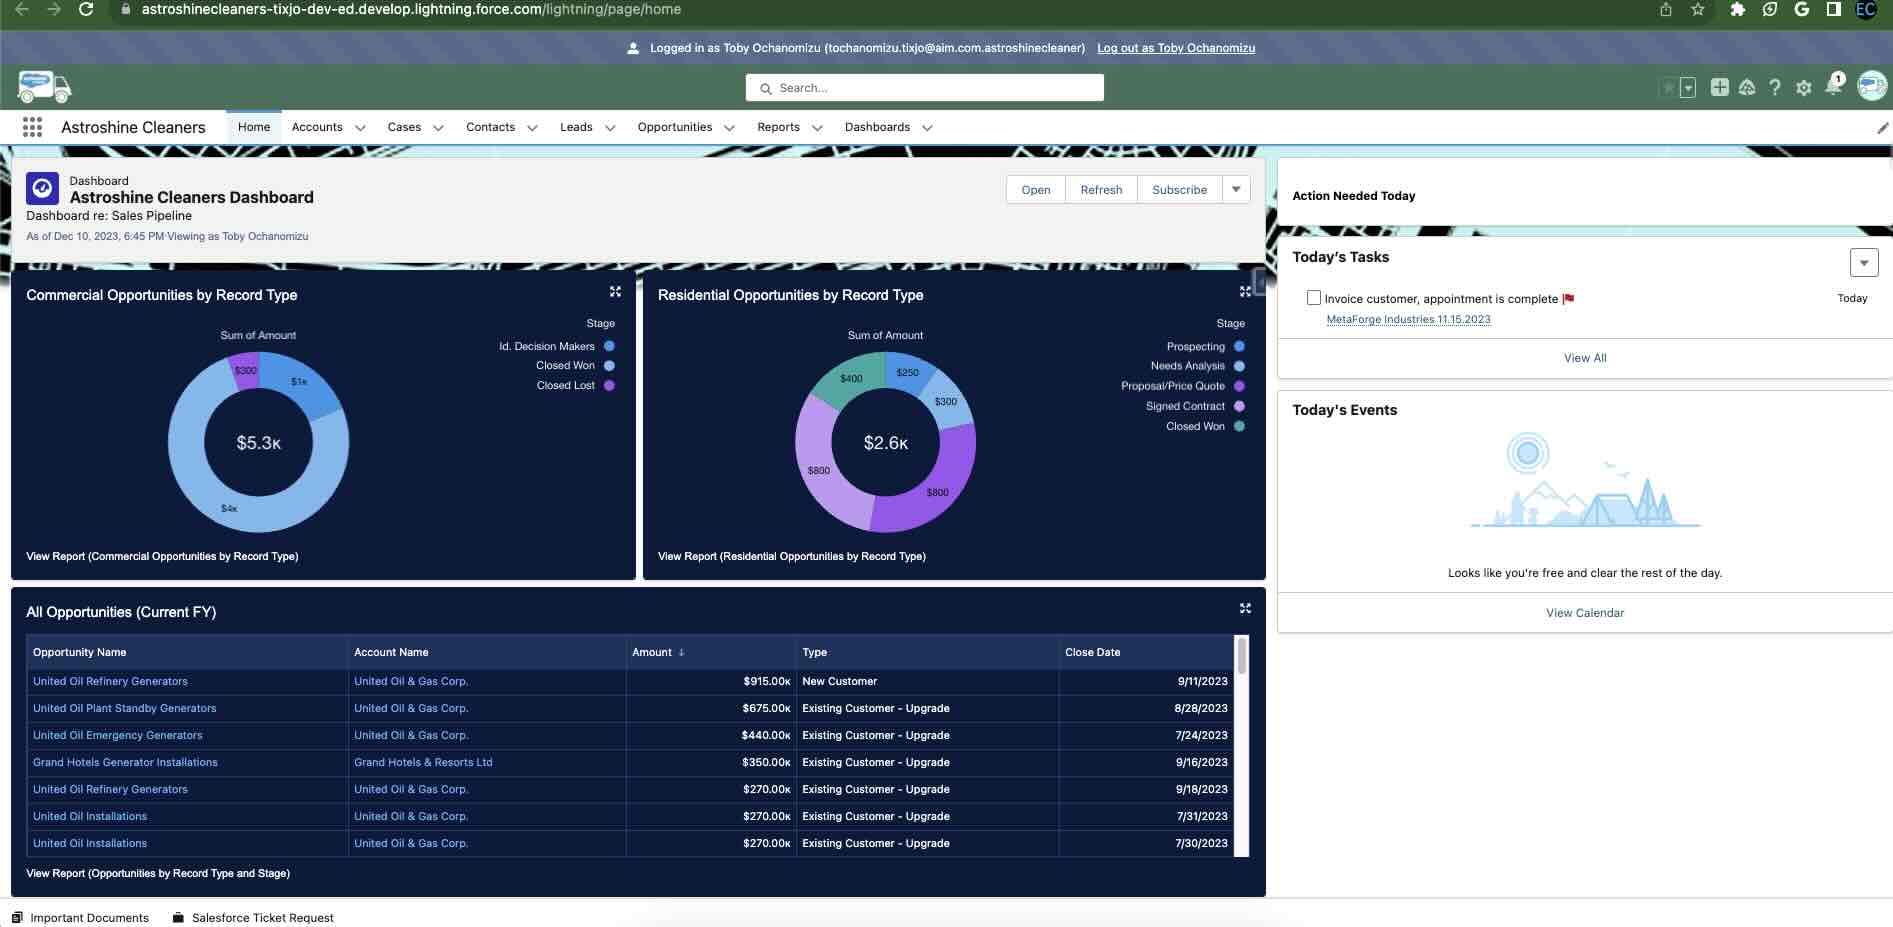 astroshinecleaners-tixjo-dev-ed.develop.lightning.force.com/lightning/page/home
EC
Logged in as Toby Ochanomizu (tochanomizu.tixjo@aim.com.astroshinecleaner) Log out as Toby Ochanomizu
Search...
1
Astroshine Cleaners Home Accounts Cases Contacts Leads Opportunities Reports Dashboards
Dashboard
Astroshine Cleaners Dashboard
Dashboard re: Sales Pipeline
As of Dec 10, 2023, 6:45 PM·Viewing as Toby Ochanomizu
Open Refresh Subscribe
Commercial Opportunities by Record Type
Sum of Amount
Stage
Id. Decision Makers
Closed Won
Closed Lost
$300
$1K
$5.3K
$4K
View Report (Commercial Opportunities by Record Type)
Residential Opportunities by Record Type
Sum of Amount
Stage
Prospecting
Needs Analysis
Proposal/Price Quote
Signed Contract
Closed Won
$400
$250
$300
$2.6K
$800
$800
View Report (Residential Opportunities by Record Type)
All Opportunities (Current FY)
Opportunity Name Account Name Amount ↓ Type Close Date
United Oil Refinery Generators United Oil & Gas Corp. $915.00K New Customer 9/11/2023
United Oil Plant Standby Generators United Oil & Gas Corp. $675.00K Existing Customer - Upgrade 8/28/2023
United Oil Emergency Generators United Oil & Gas Corp. $440.00K Existing Customer - Upgrade 7/24/2023
Grand Hotels Generator Installations Grand Hotels & Resorts Ltd $350.00K Existing Customer - Upgrade 9/16/2023
United Oil Refinery Generators United Oil & Gas Corp. $270.00K Existing Customer - Upgrade 9/18/2023
United Oil Installations United Oil & Gas Corp. $270.00K Existing Customer - Upgrade 7/31/2023
United Oil Installations United Oil & Gas Corp. $270.00K Existing Customer - Upgrade 7/30/2023
View Report (Opportunities by Record Type and Stage)
Action Needed Today
Today's Tasks
Invoice customer, appointment is complete Today
MetaForge Industries 11.15.2023
View All
Today's Events
Looks like you're free and clear the rest of the day.
View Calendar
Important Documents Salesforce Ticket Request